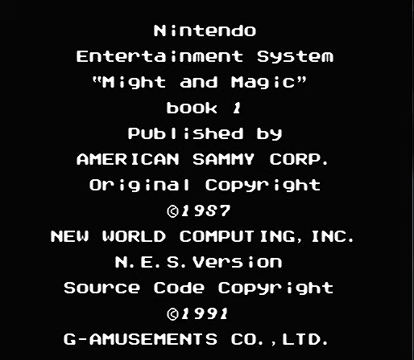 Nintendo
Entertainment System
“Might and Magic”
book 1
Published by
AMERICAN SAMMY CORP.
Original Copyright
©1987
NEW WORLD COMPUTING,INC.
N.E.S.Version
Source Code Copyright
©1991
G-AMUSEMENTS CO.,LTD.